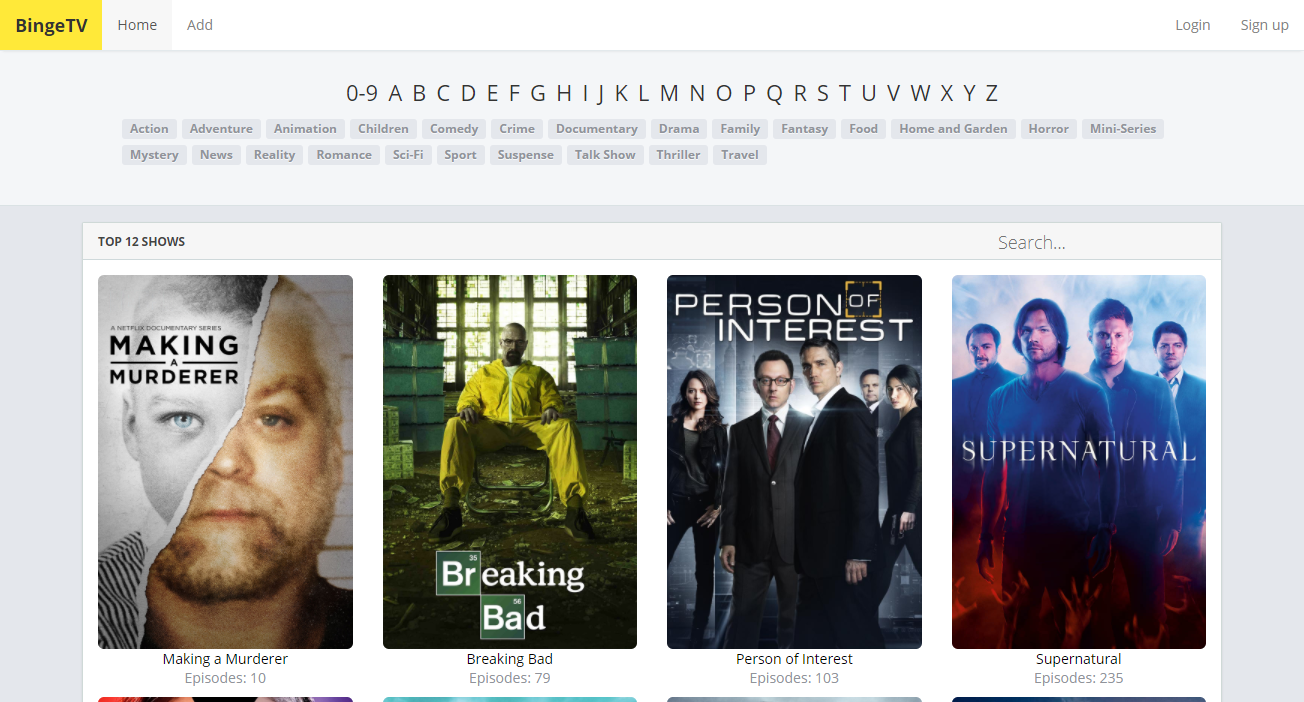 BingeTV Home Add Login Sign up
0-9 A B C D E F G H I J K L M N O P Q R S T U V W X Y Z
Action Adventure Animation Children Comedy Crime Documentary Drama Family Fantasy Food Home and Garden Horror Mini-Series
Mystery News Reality Romance Sci-Fi Sport Suspense Talk Show Thriller Travel
TOP 12 SHOWS Search...
A NETFLIX DOCUMENTARY SERIES
MAKING
A
MURDERER
35
Breaking
56
Bad
PERSON OF
INTEREST
SUPERNATURAL
Making a Murderer Breaking Bad Person of Interest Supernatural
Episodes: 10 Episodes: 79 Episodes: 103 Episodes: 235